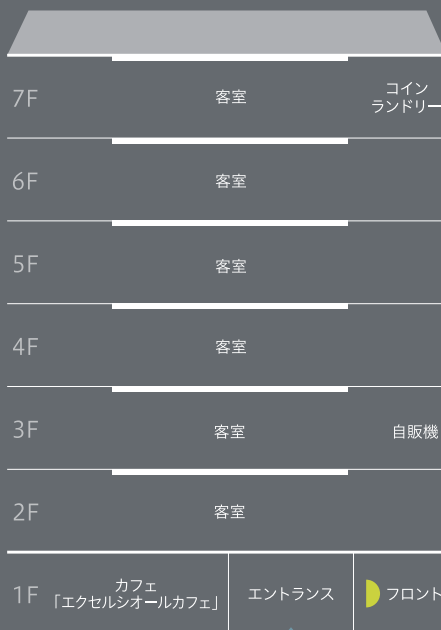 7F 客室 コイン
ランドリー
6F 客室
5F 客室
4F 客室
3F 客室 自販機
2F 客室
1F カフェ
「エクセルシオールカフェ」 エントランス フロント